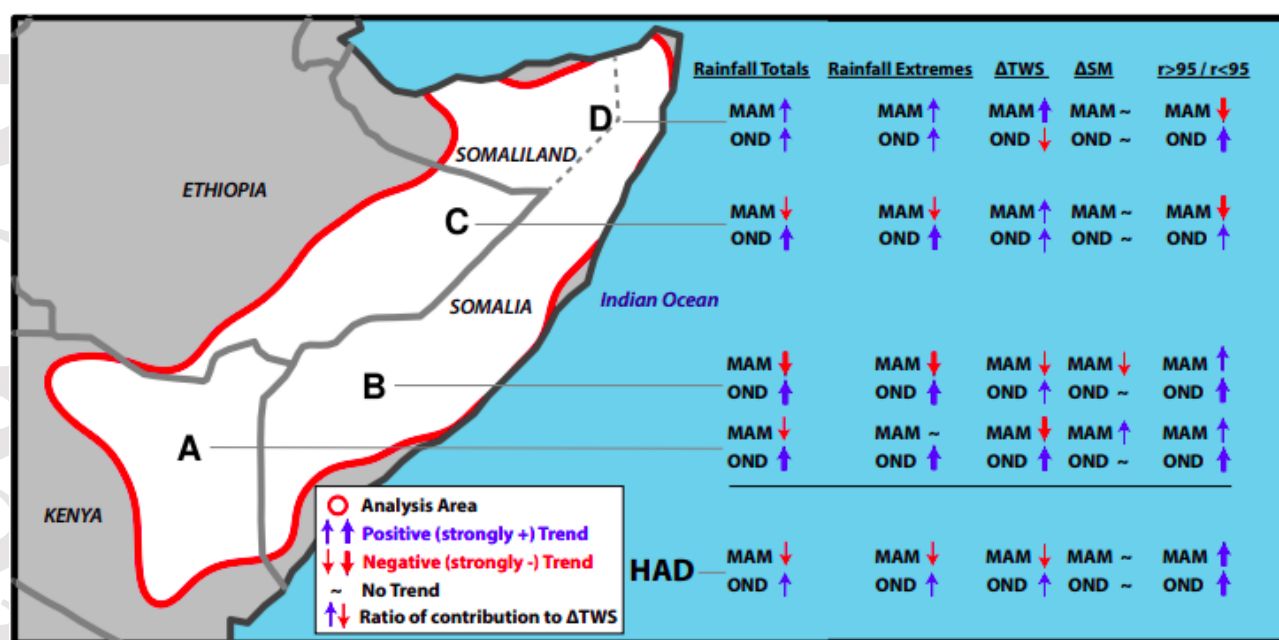 Rainfall Totals Rainfall Extremes ΔTWS ΔSM r>95 / r<95
D MAM ↑ MAM ↑ MAM ↑ MAM ~ MAM ↓
OND ↑ OND ↑ OND ↓ OND ~ OND ↑
SOMALILAND
ETHIOPIA
C MAM ↓ MAM ↓ MAM ↑ MAM ~ MAM ↓
OND ↑ OND ↑ OND ↑ OND ~ OND ↑
SOMALIA
Indian Ocean
B MAM ↓ MAM ↓ MAM ↓ MAM ↓ MAM ↑
OND ↑ OND ↑ OND ↑ OND ~ OND ↑
A MAM ↓ MAM ~ MAM ↓ MAM ↑ MAM ↑
OND ↑ OND ↑ OND ↑ OND ~ OND ↑
KENYA
Analysis Area
↑↑ Positive (strongly +) Trend
↓↓ Negative (strongly -) Trend
~ No Trend
↑↓ Ratio of contribution to ΔTWS
HAD MAM ↓ MAM ↓ MAM ↓ MAM ~ MAM ↑
OND ↑ OND ↑ OND ↑ OND ~ OND ↑